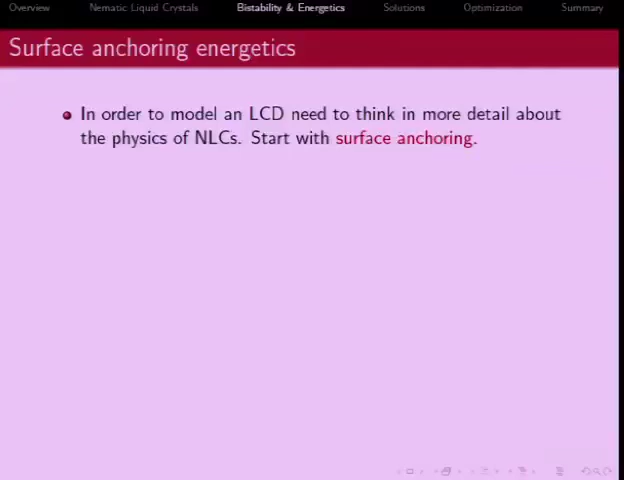 Overview Nematic Liquid Crystals Bistability & Energetics Solutions Optimization Summary
Surface anchoring energetics
In order to model an LCD need to think in more detail about
the physics of NLCs. Start with surface anchoring.